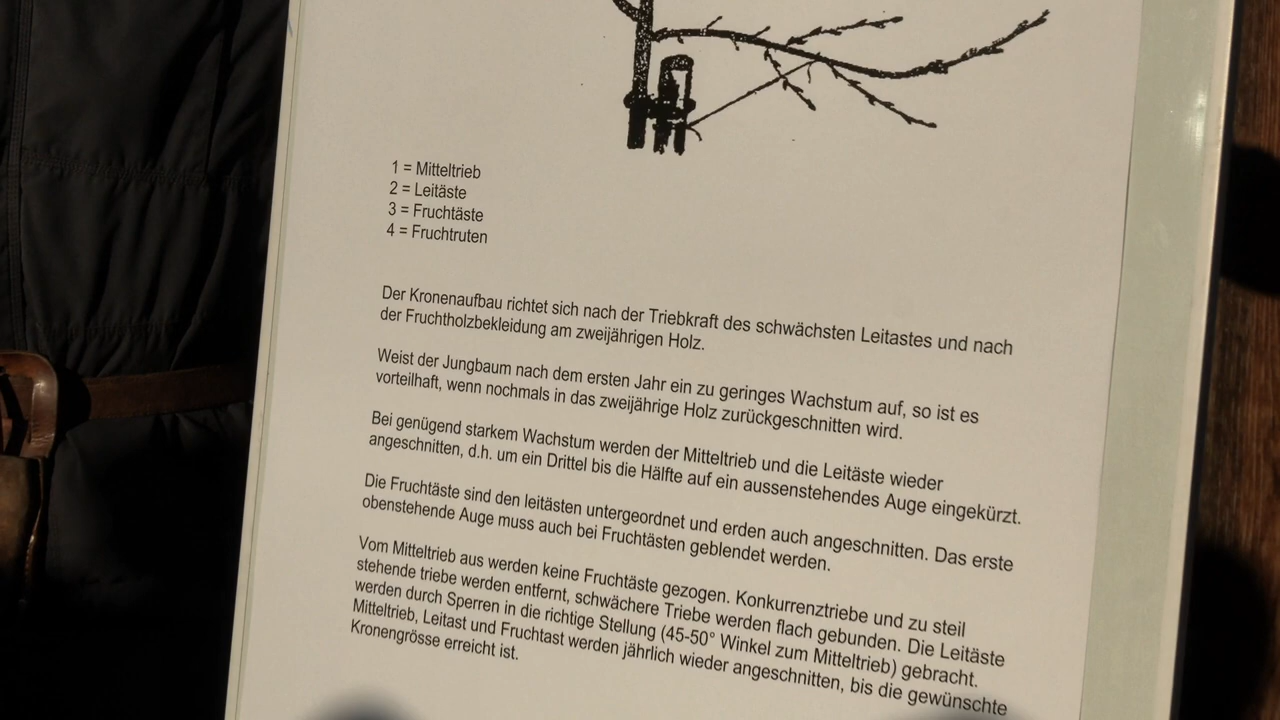 1 = Mitteltrieb
2 = Leitäste
3 = Fruchtäste
4 = Fruchtruten
Der Kronenaufbau richtet sich nach der Triebkraft des schwächsten Leitastes und nach
der Fruchtholzbekleidung am zweijährigen Holz.
Weist der Jungbaum nach dem ersten Jahr ein zu geringes Wachstum auf, so ist es
vorteilhaft, wenn nochmals in das zweijährige Holz zurückgeschnitten wird.
Bei genügend starkem Wachstum werden der Mitteltrieb und die Leitäste wieder
angeschnitten, d.h. um ein Drittel bis die Hälfte auf ein aussenstehendes Auge eingekürzt.
Die Fruchtäste sind den leitästen untergeordnet und erden auch angeschnitten. Das erste
obenstehende Auge muss auch bei Fruchtästen geblendet werden.
Vom Mitteltrieb aus werden keine Fruchtäste gezogen. Konkurrenztriebe und zu steil
stehende triebe werden entfernt, schwächere Triebe werden flach gebunden. Die Leitäste
werden durch Sperren in die richtige Stellung (45-50° Winkel zum Mitteltrieb) gebracht.
Mitteltrieb, Leitast und Fruchtast werden jährlich wieder angeschnitten, bis die gewünschte
Kronengrösse erreicht ist.